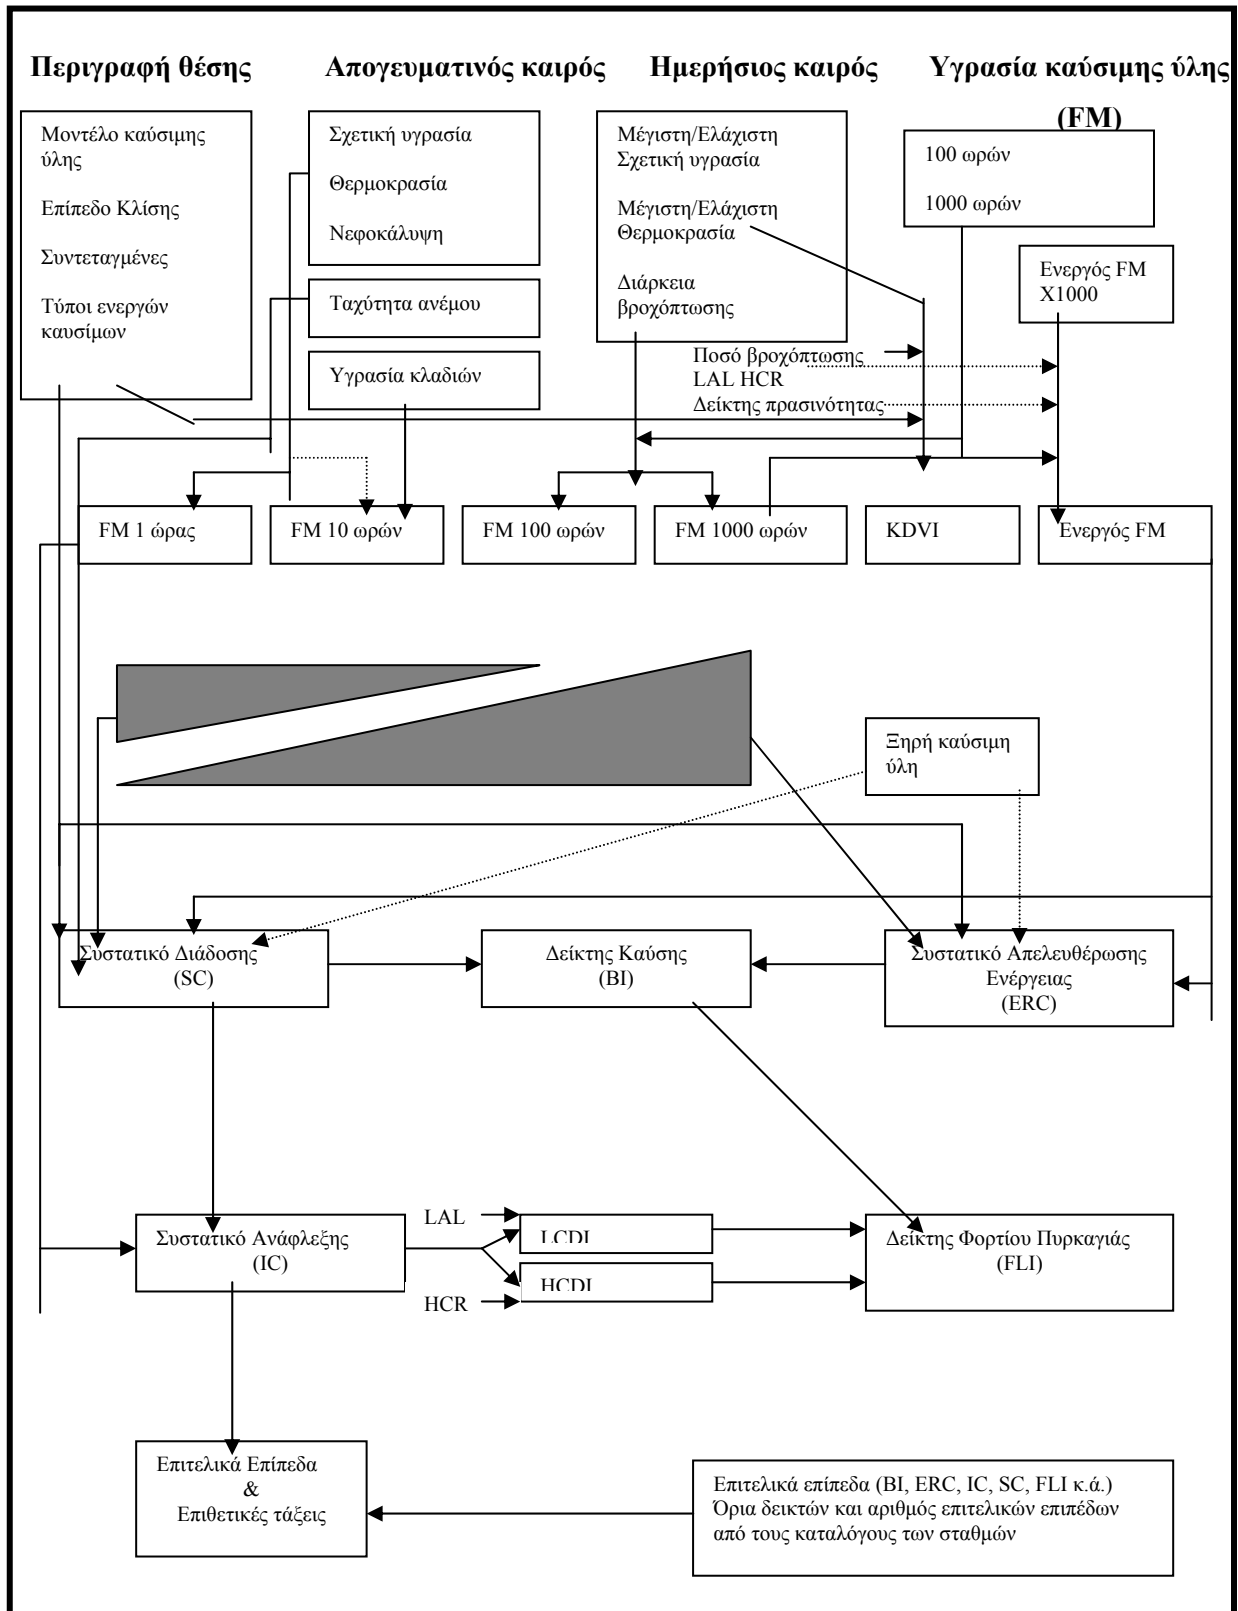 Περιγραφή θέσης
Απογευματινός καιρός
Ημερήσιος καιρός
Υγρασία καύσιμης ύλης
(FM)
Μοντέλο καύσιμης
ύλης
Επίπεδο Κλίσης
Συντεταγμένες
Τύποι ενεργών
καυσίμων
Σχετική υγρασία
Θερμοκρασία
Νεφοκάλυψη
Ταχύτητα ανέμου
Υγρασία κλαδιών
Μέγιστη/Ελάχιστη
Σχετική υγρασία
Μέγιστη/Ελάχιστη
Θερμοκρασία
Διάρκεια
βροχόπτωσης
100 ωρών
1000 ωρών
Ενεργός FM
X1000
Ποσό βροχόπτωσης
LAL HCR
Δείκτης πρασινότητας
FM 1 ώρας
FM 10 ωρών
FM 100 ωρών
FM 1000 ωρών
KDVI
Ενεργός FM
Ξηρή καύσιμη
ύλη
Συστατικό Διάδοσης
(SC)
Δείκτης Καύσης
(BI)
Συστατικό Απελευθέρωσης
Ενέργειας
(ERC)
Συστατικό Ανάφλεξης
(IC)
LAL
LCDI
HCDI
HCR
Δείκτης Φορτίου Πυρκαγιάς
(FLI)
Επιτελικά Επίπεδα
&
Επιθετικές τάξεις
Επιτελικά επίπεδα (BI, ERC, IC, SC, FLI κ.ά.)
Όρια δεικτών και αριθμός επιτελικών επιπέδων
από τους καταλόγους των σταθμών